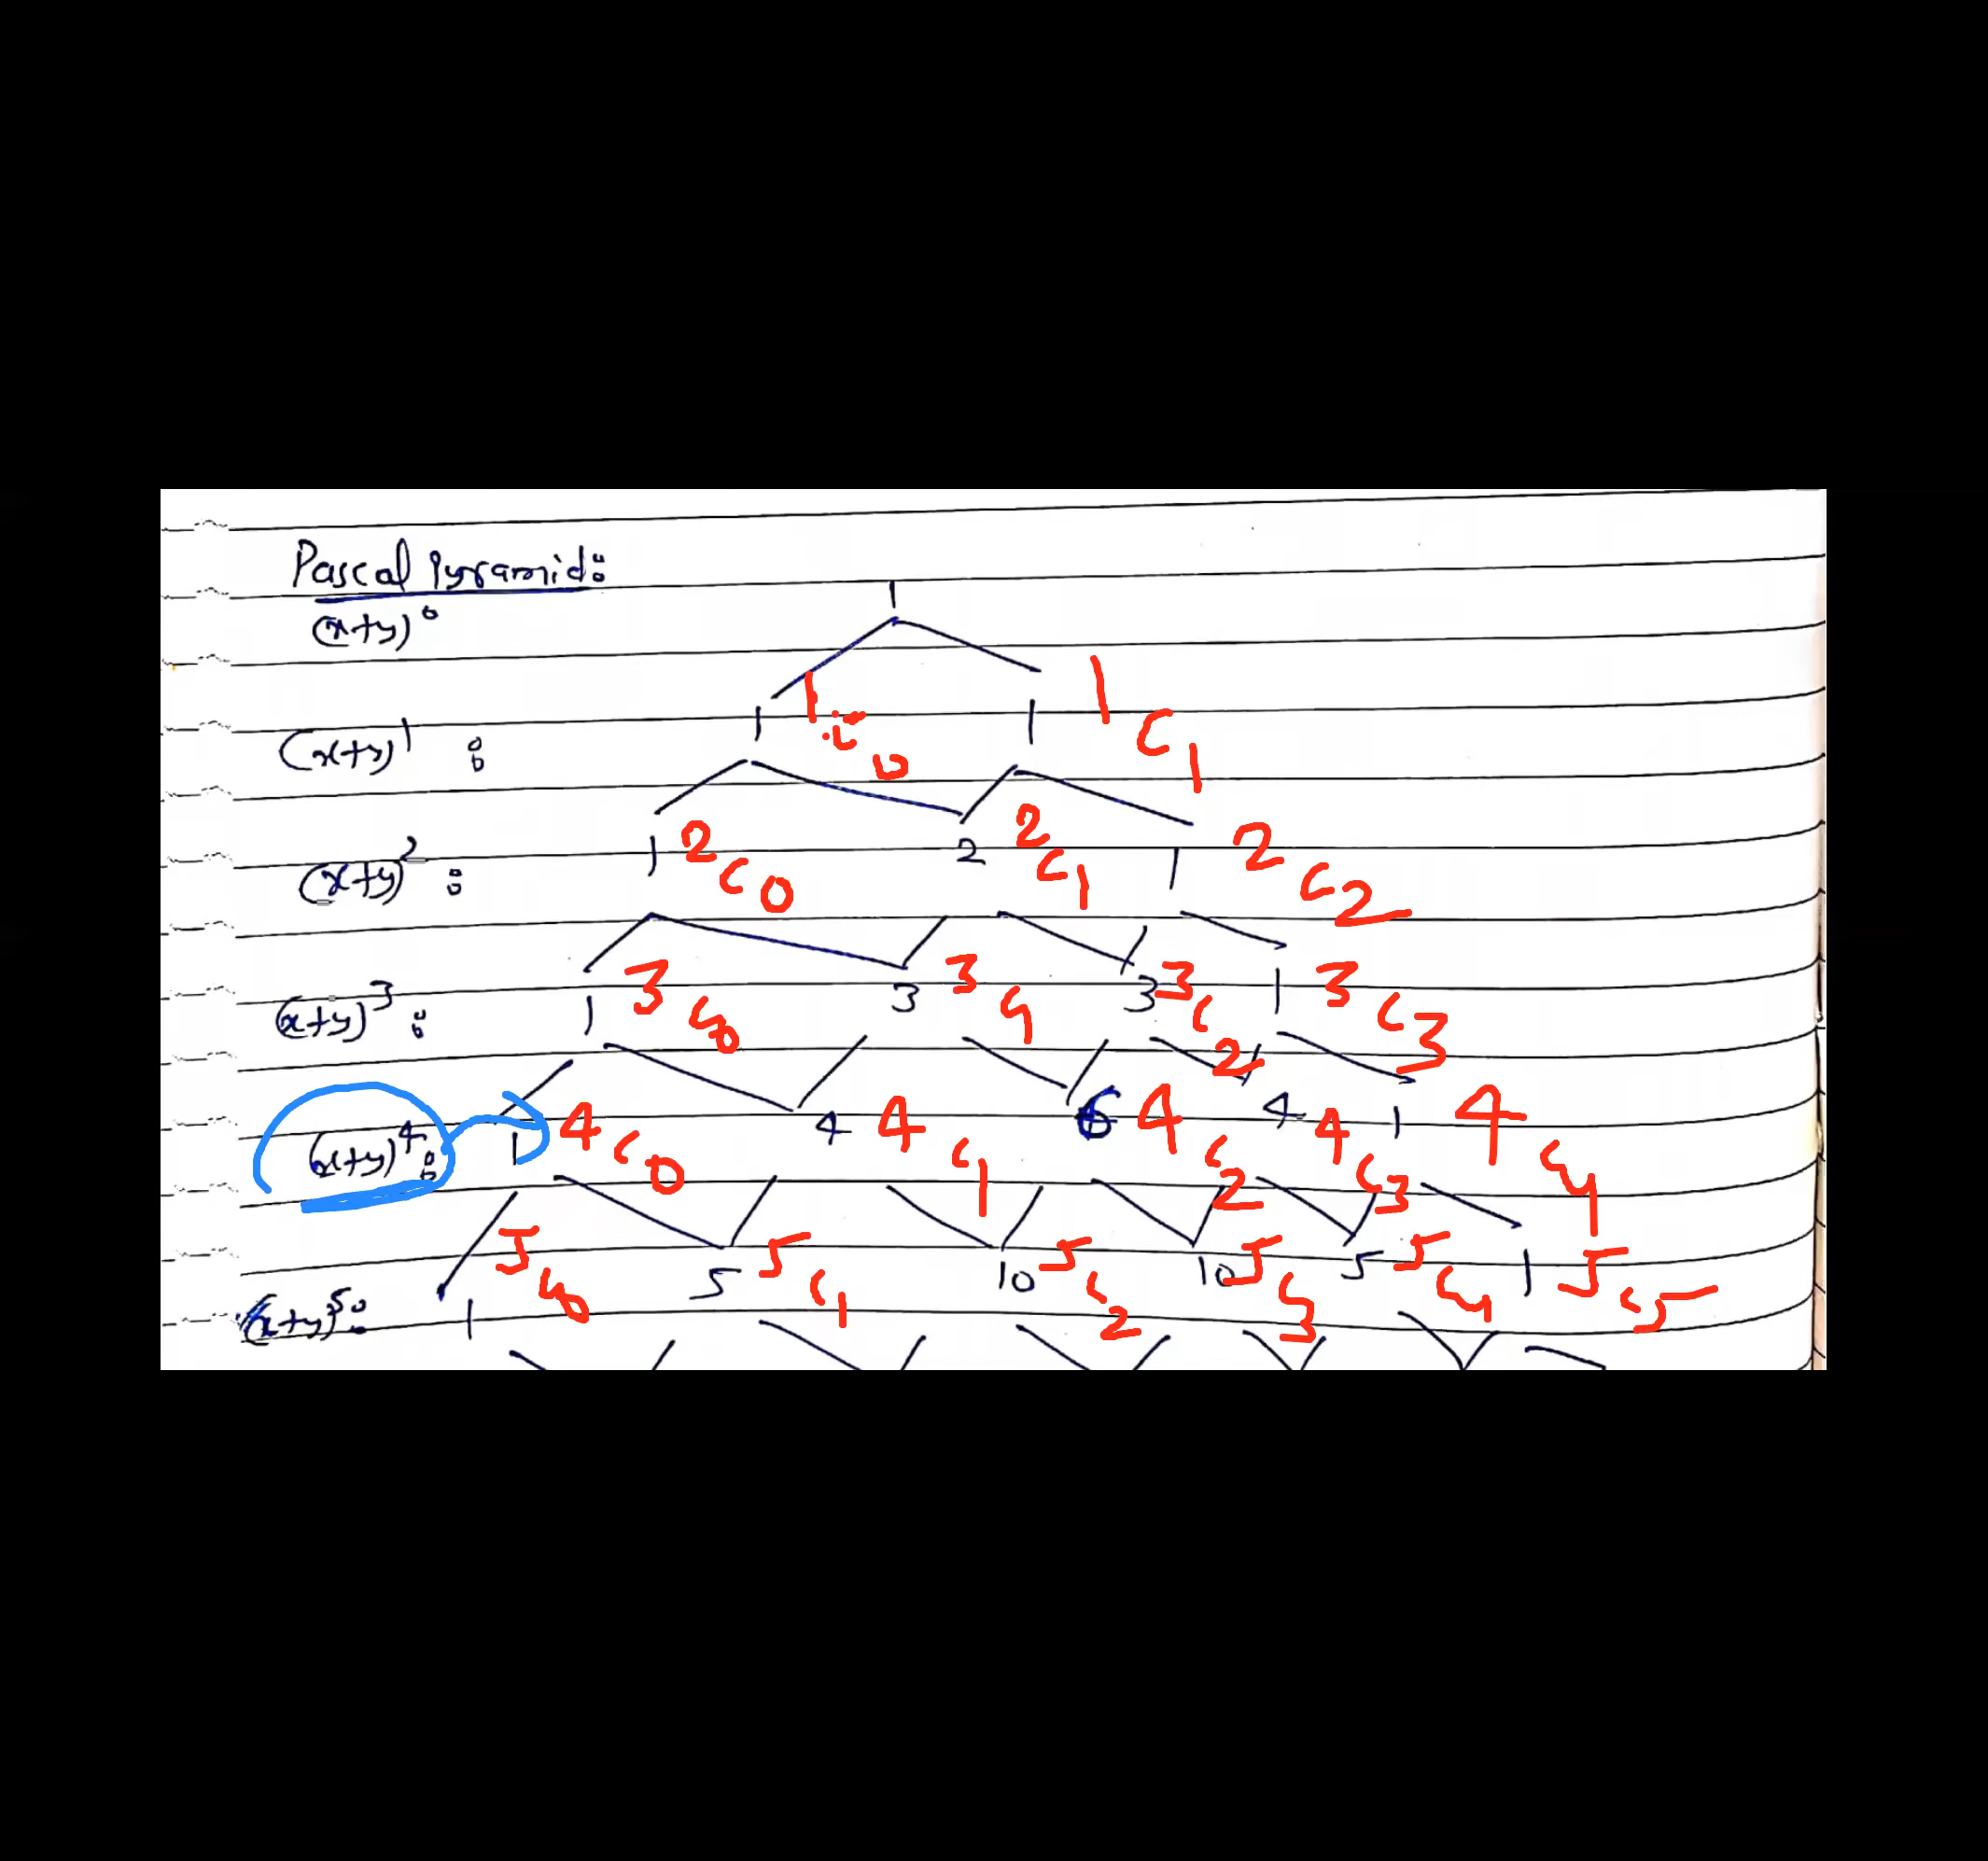 Pascal Pyramid:
(x+y)⁰ 1
(x+y)¹ : 1 ¹C₀ 1 ¹C₁
(x+y)² : 1 ²C₀ 2 ²C₁ 1 ²C₂
(x+y)³ : 1 ³C₀ 3 ³C₁ 3 ³C₂ 1 ³C₃
(x+y)⁴ : 1 ⁴C₀ 4 ⁴C₁ 6 ⁴C₂ 4 ⁴C₃ 1 ⁴C₄
(x+y)⁵ : 1 ⁵C₀ 5 ⁵C₁ 10 ⁵C₂ 10 ⁵C₃ 5 ⁵C₄ 1 ⁵C₅